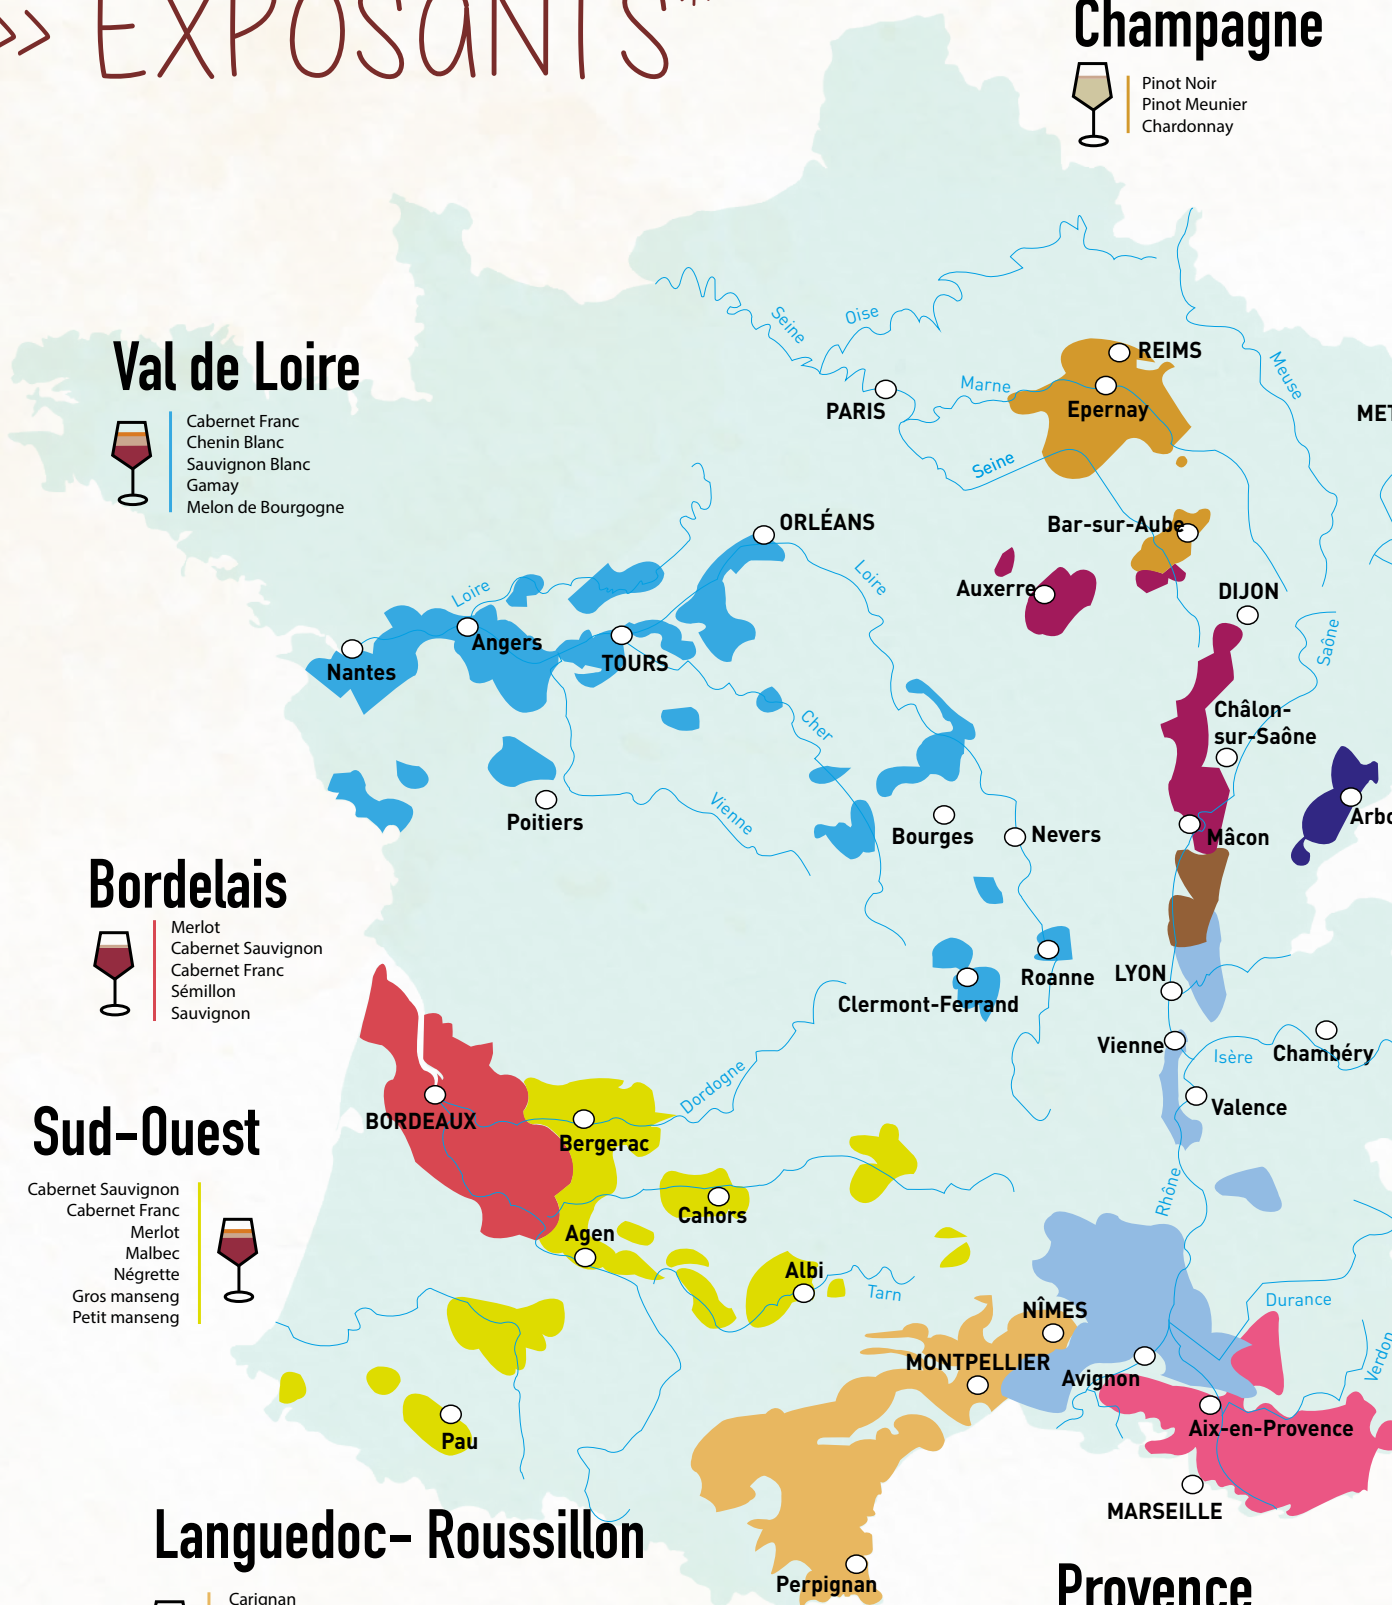 >> EXPOSANTS
Champagne
Pinot Noir
Pinot Meunier
Chardonnay
Val de Loire
Cabernet Franc
Chenin Blanc
Sauvignon Blanc
Gamay
Melon de Bourgogne
Seine
Oise
Marne
Meuse
REIMS
Epernay
PARIS
MET
Seine
ORLÉANS
Bar-sur-Aube
Loire
Loire
Auxerre
DIJON
Saône
Angers
Nantes
TOURS
Cher
Châlon-
sur-Saône
Vienne
Poitiers
Bourges
Nevers
Mâcon
Arbo
Bordelais
Merlot
Cabernet Sauvignon
Cabernet Franc
Sémillon
Sauvignon
Roanne
LYON
Clermont-Ferrand
Vienne
Isère
Chambéry
Valence
Dordogne
BORDEAUX
Bergerac
Sud-Ouest
Cabernet Sauvignon
Cabernet Franc
Merlot
Malbec
Négrette
Gros manseng
Petit manseng
Rhône
Cahors
Agen
Albi
Tarn
NÎMES
Durance
Verdon
MONTPELLIER
Avignon
Aix-en-Provence
Pau
MARSEILLE
Languedoc- Roussillon
Carignan
Perpignan
Provence